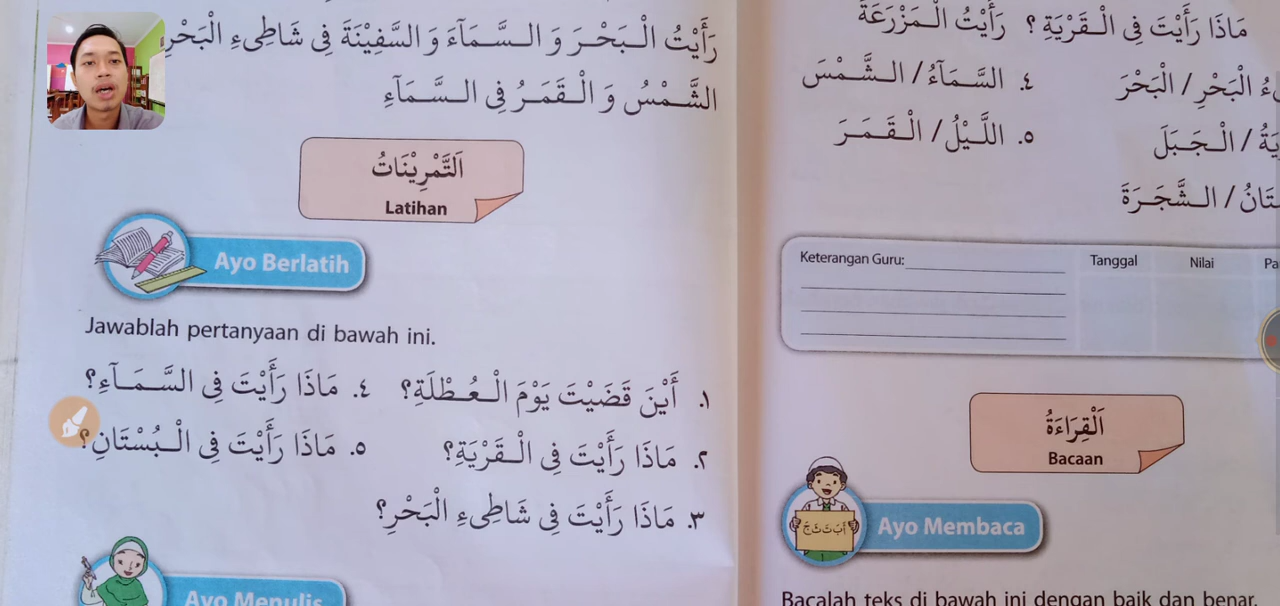 رَأَيْتُ الْبَحْرَ وَ السَّمَآءَ وَ السَّفِيْنَةَ فِي شَاطِىءِ الْبَحْرِ
الشَّمْسُ وَ الْقَمَرُ فِى السَّمَآءِ
اَلتَّمْرِيْنَاتُ
Latihan
Ayo Berlatih
Jawablah pertanyaan di bawah ini.
١. أَيْنَ قَضَيْتَ يَوْمَ الْعُطْلَةِ؟
٢. مَاذَا رَأَيْتَ فِي الْقَرْيَةِ؟
٣. مَاذَا رَأَيْتَ فِي شَاطِىءِ الْبَحْرِ؟
٤. مَاذَا رَأَيْتَ فِي السَّمَآءِ؟
٥. مَاذَا رَأَيْتَ فِي الْبُسْتَانِ؟
Ayo Menulis
مَاذَا رَأَيْتَ فِي الْقَرْيَةِ ؟ رَأَيْتُ الْمَزْرَعَةَ
الْبَحْرِ / الْبَحْرَ
/ الْجَبَلَ
/ الشَّجَرَةَ
٤. السَّمَآءُ / الشَّمْسَ
٥. اللَّيْلُ / الْقَمَرَ
Keterangan Guru:
Tanggal
Nilai
اَلْقِرَاءَةُ
Bacaan
أَبَ تَ ثَ جَ
Ayo Membaca
Bacalah teks di bawah ini dengan baik dan benar.